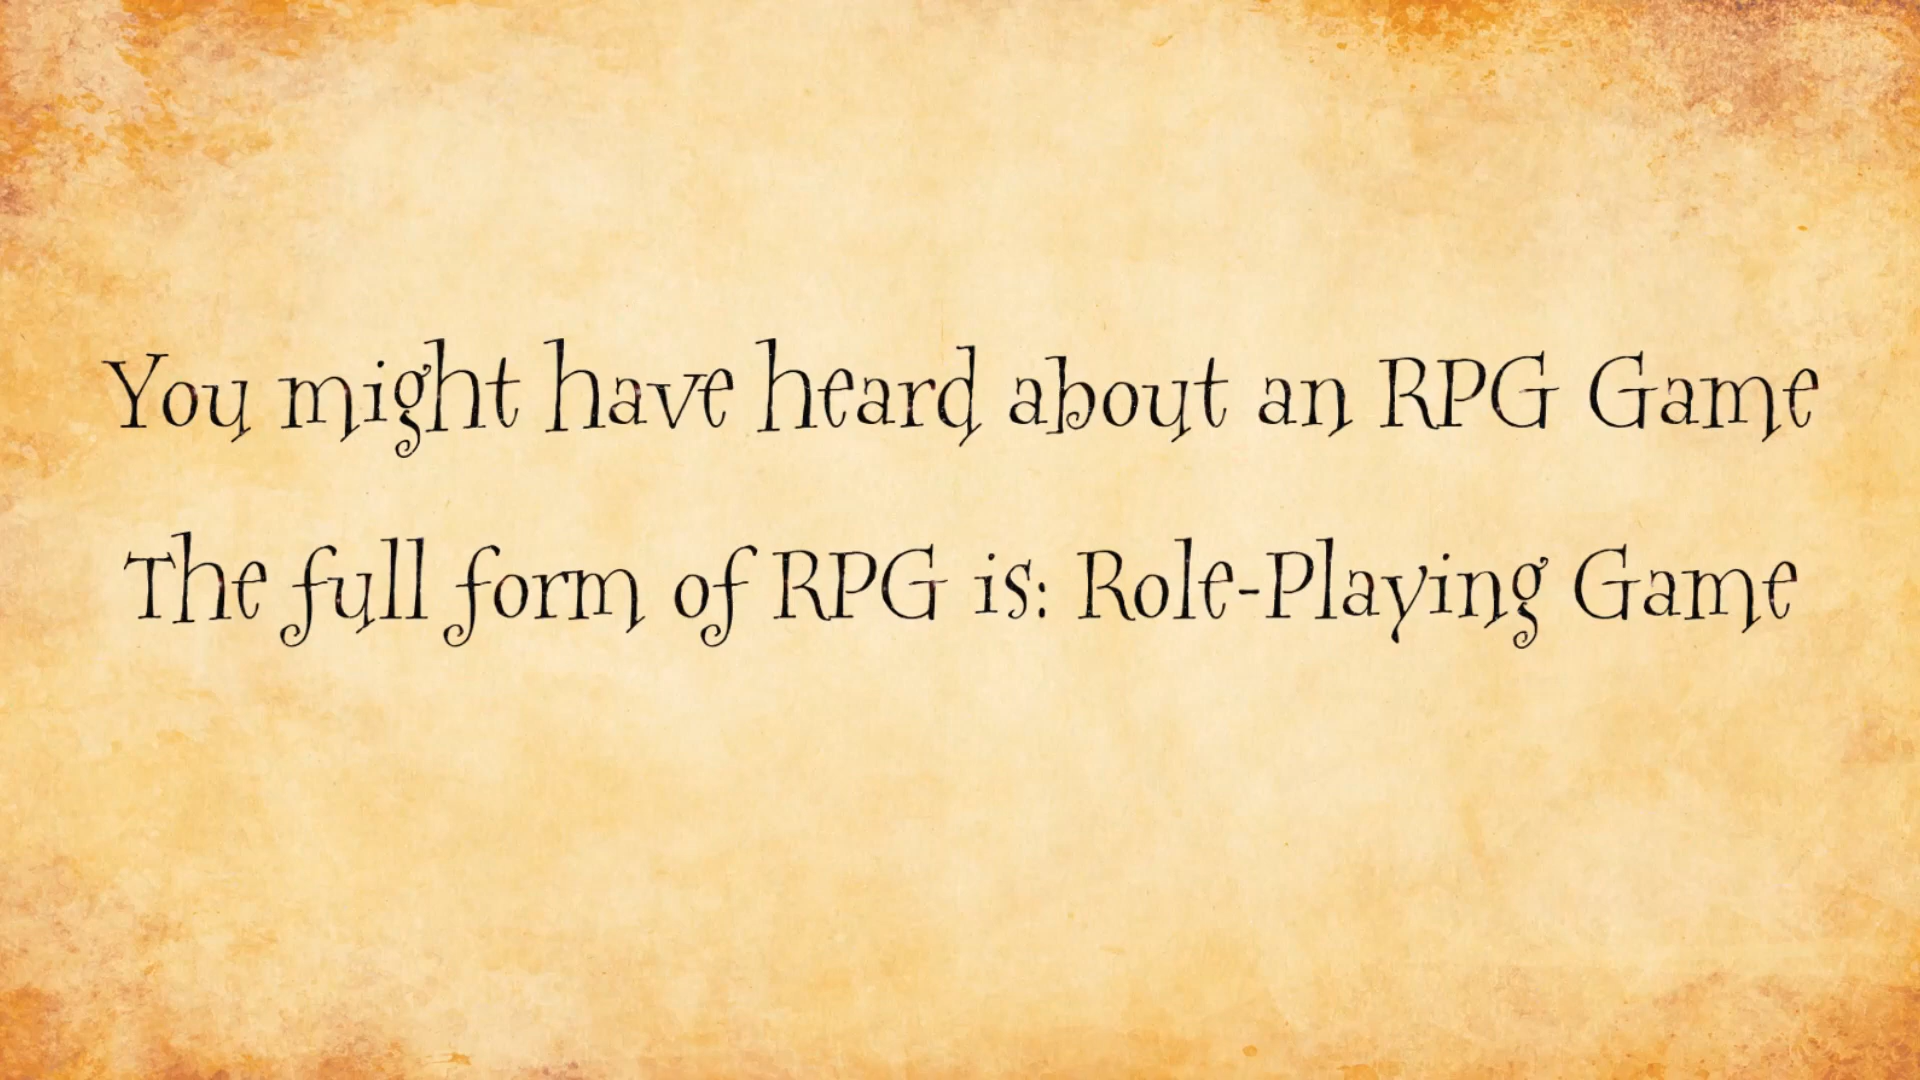 You might have heard about an RPG Game
The full form of RPG is: Role-Playing Game